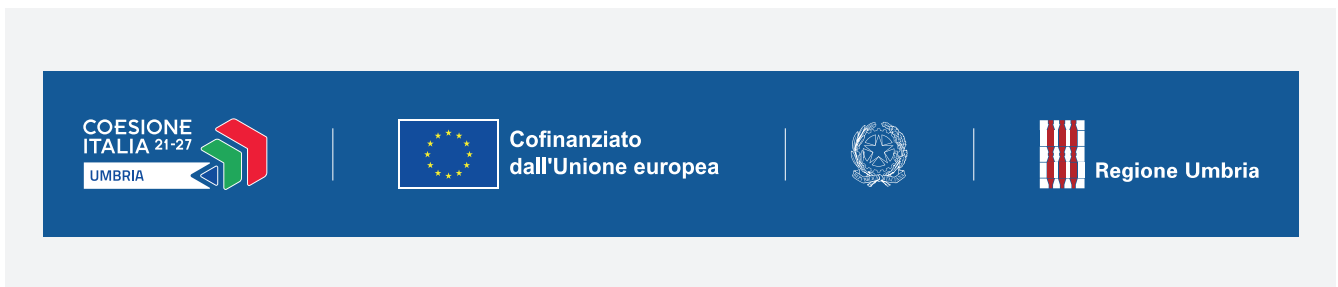 COESIONE
ITALIA 21-27
UMBRIA
Cofinanziato
dall'Unione europea
Regione Umbria